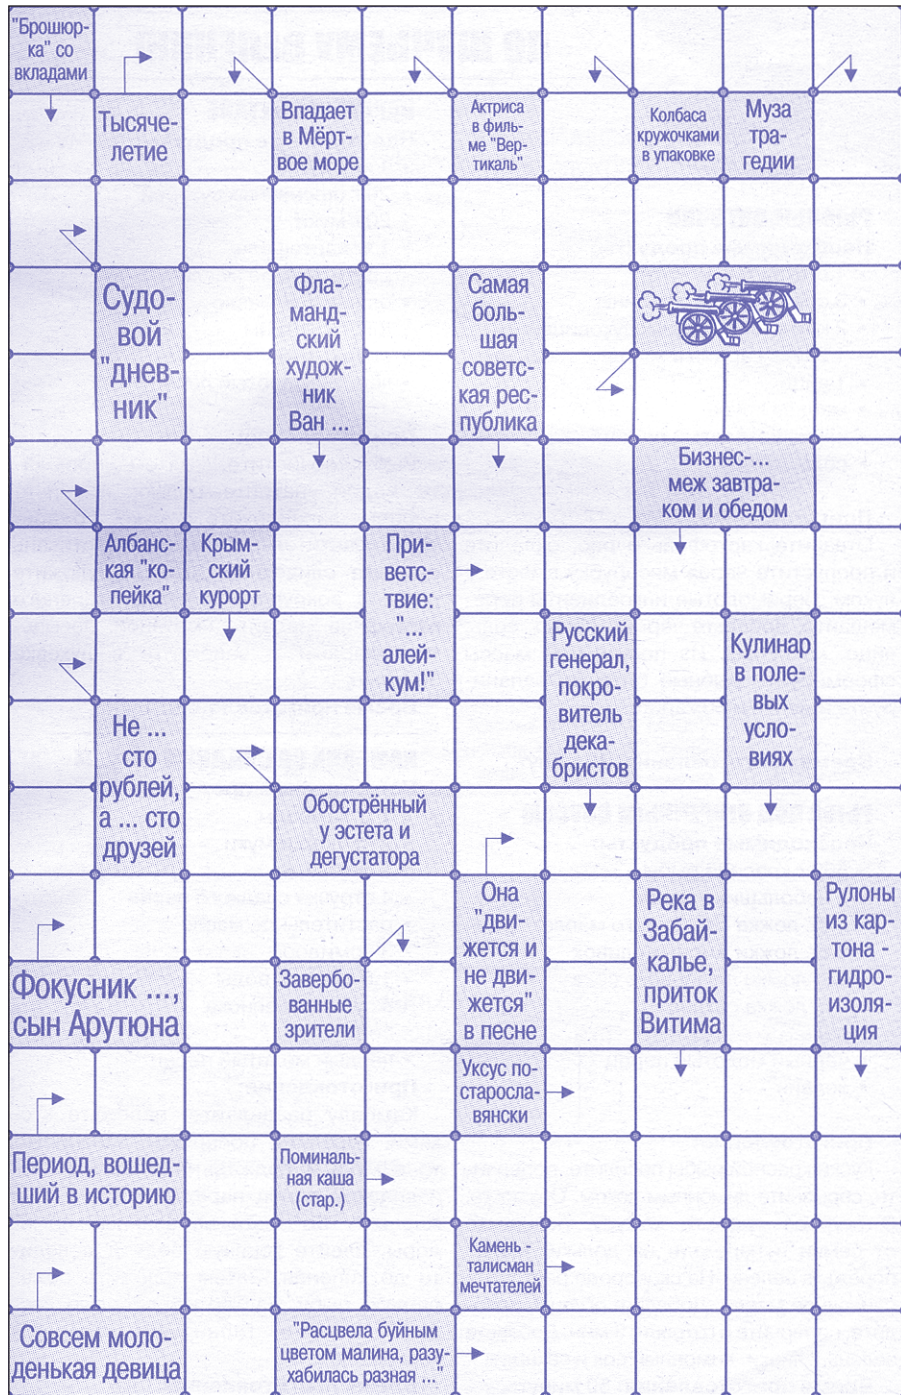 "Брошюр-
ка" со
вкладами
Тысяче-
летие
Впадает
в Мёрт-
вое море
Актриса
в филь-
ме "Вер-
тикаль"
Колбаса
кружочками
в упаковке
Муза
тра-
гедии
Судо-
вой
"днев-
ник"
Фла-
манд-
ский
худож-
ник
Ван ...
Самая
боль-
шая
совет-
ская рес-
публика
Бизнес-...
меж завтра-
ком и обедом
Албанс-
кая "ко-
пейка"
Крым-
ский
курорт
При-
ветс-
твие:
"...
алей-
кум!"
Русский
генерал,
покро-
витель
дека-
бристов
Кулинар
в поле-
вых
усло-
виях
Не ...
сто
рублей,
а ... сто
друзей
Обострённый
у эстета и
дегустатора
Она
"дви-
жется и
не дви-
жется"
в песне
Река в
Забай-
калье,
приток
Витима
Рулоны
из кар-
тона -
гидро-
изоля-
ция
Фокусник ...,
сын Арутюна
Завербо-
ванные
зрители
Уксус по-
старосла-
вянски
Период, вошед-
ший в историю
Поминаль-
ная каша
(стар.)
Камень -
талисман
мечтателей
Совсем моло-
денькая девица
"Расцвела буйным
цветом малина, разу-
хабилась разная ..."